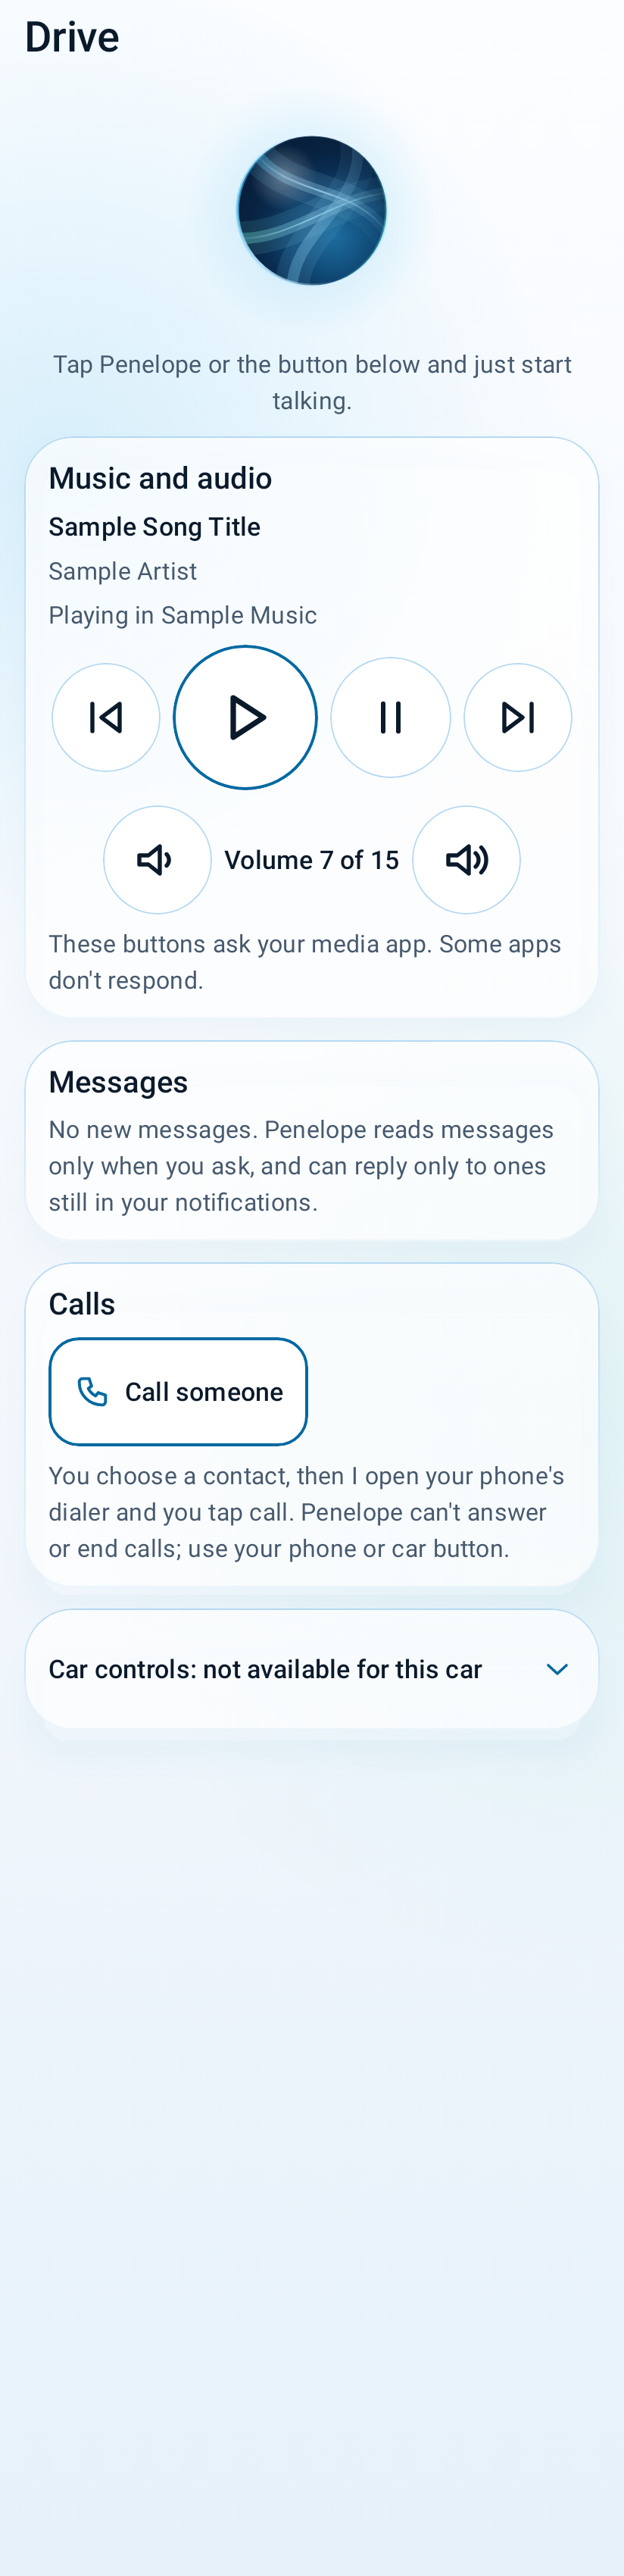 Drive
Tap Penelope or the button below and just start
talking.
Music and audio
Sample Song Title
Sample Artist
Playing in Sample Music
Volume 7 of 15
These buttons ask your media app. Some apps
don't respond.
Messages
No new messages. Penelope reads messages
only when you ask, and can reply only to ones
still in your notifications.
Calls
Call someone
You choose a contact, then I open your phone's
dialer and you tap call. Penelope can't answer
or end calls; use your phone or car button.
Car controls: not available for this car